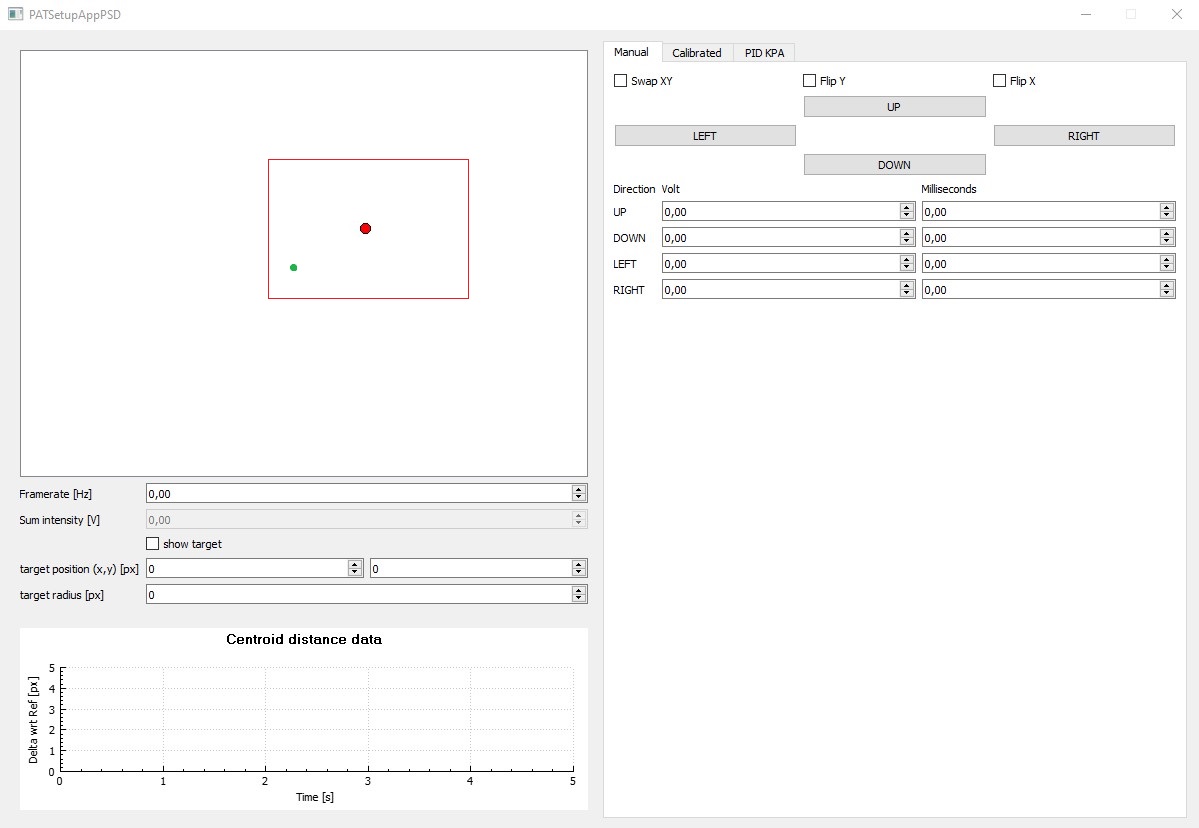 PATSetupAppPSD
Manual Calibrated PID KPA
Swap XY Flip Y Flip X
UP
LEFT RIGHT
DOWN
Direction Volt Milliseconds
UP 0,00 0,00
DOWN 0,00 0,00
LEFT 0,00 0,00
RIGHT 0,00 0,00
Framerate [Hz] 0,00
Sum intensity [V] 0,00
show target
target position (x,y) [px] 0 0
target radius [px] 0
Centroid distance data
Delta wrt Ref [px]
5
4
3
2
1
0
0 1 2 3 4 5
Time [s]